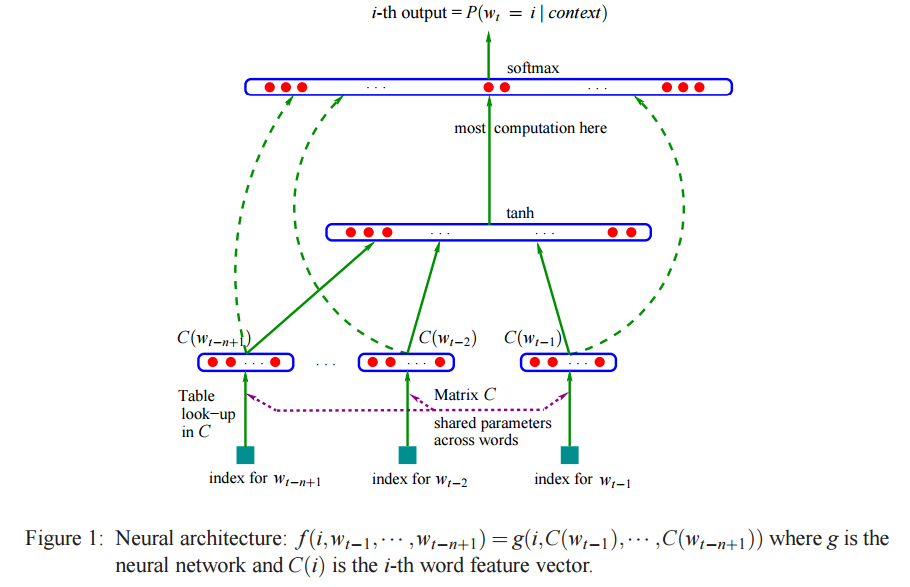 i-th output = P(w_t = i | context)
softmax
. . .
. . .
most computation here
tanh
. . .
. . .
C(w_{t−n+1})
C(w_{t−2})
C(w_{t−1})
. . .
. . .
. . .
. . .
Table
look−up
in C
Matrix C
shared parameters
across words
index for w_{t−n+1}
index for w_{t−2}
index for w_{t−1}
Figure 1: Neural architecture: f(i,w_{t−1},··· ,w_{t−n+1}) = g(i,C(w_{t−1}),··· ,C(w_{t−n+1})) where g is the
neural network and C(i) is the i-th word feature vector.